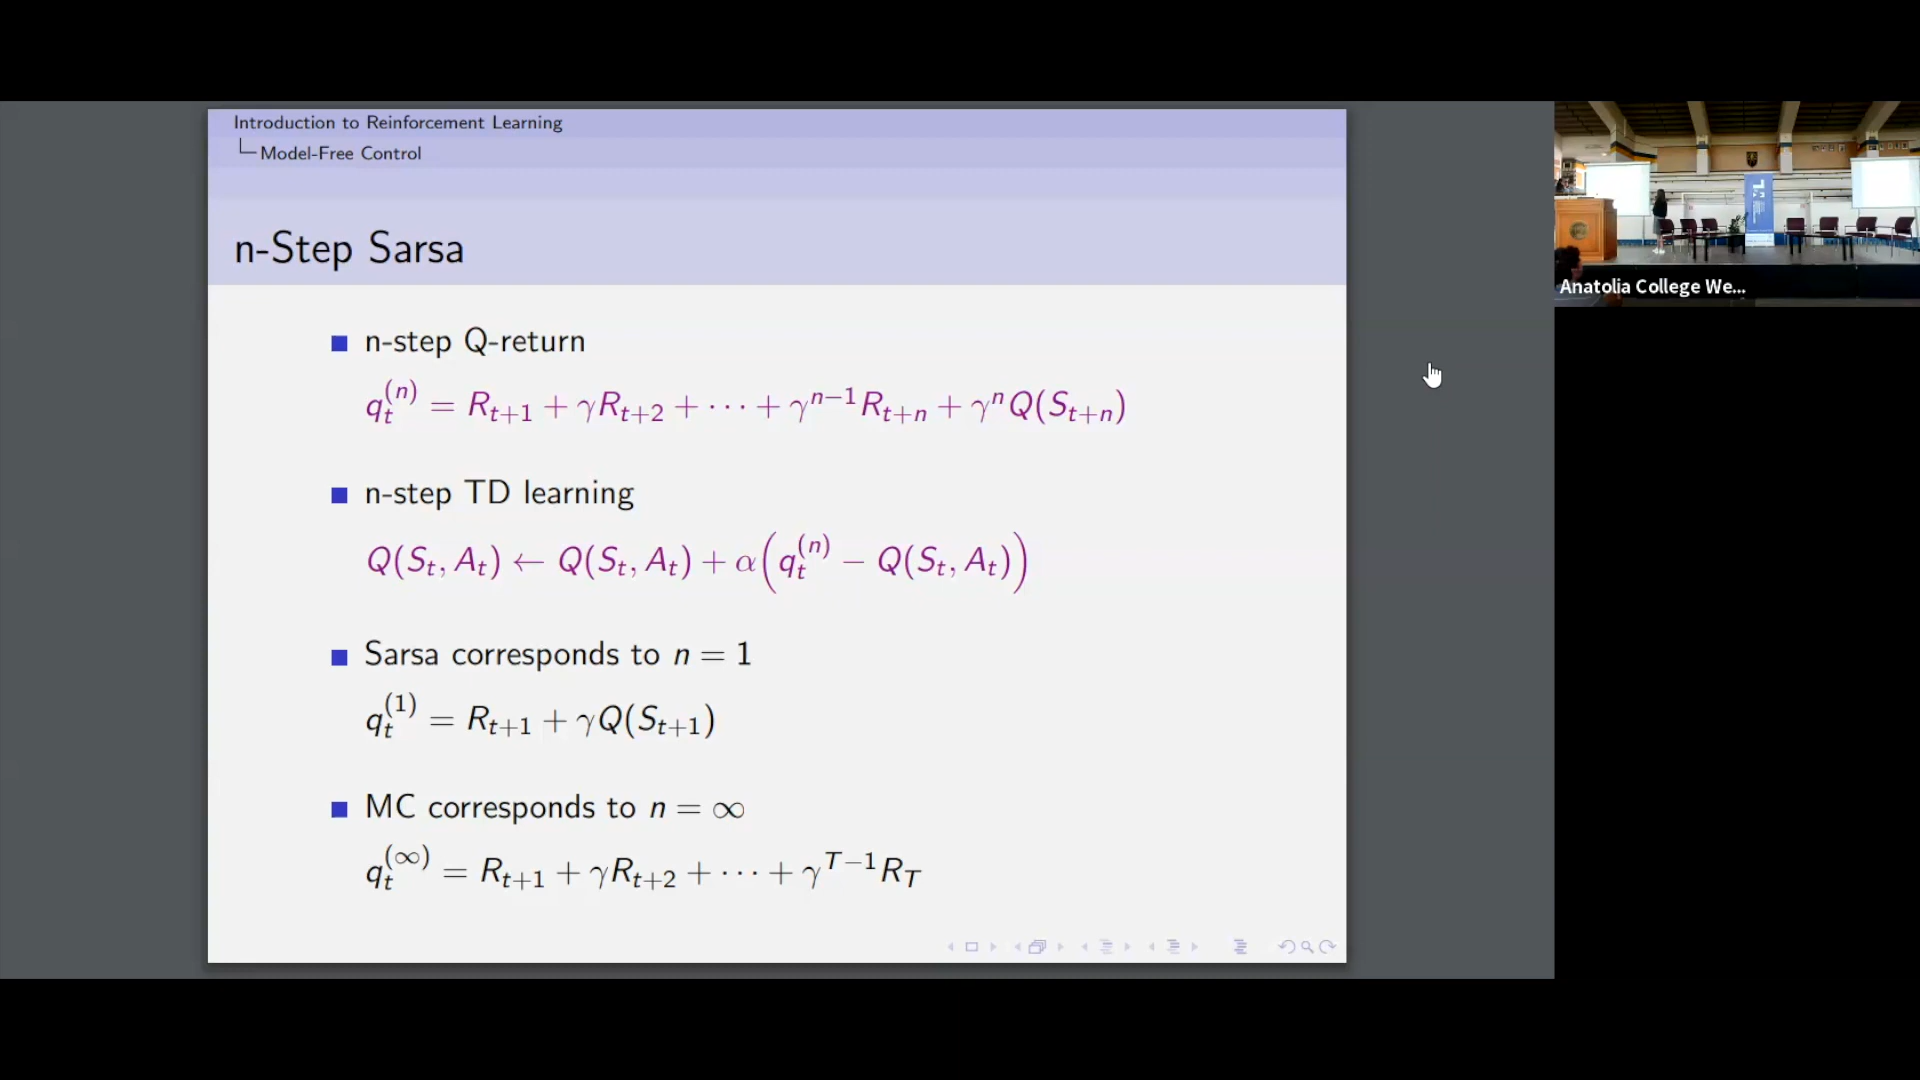 Introduction to Reinforcement Learning
Model-Free Control
n-Step Sarsa
n-step Q-return
q_t^{(n)} = R_{t+1} + γR_{t+2} + ⋯ + γ^{n−1}R_{t+n} + γ^nQ(S_{t+n})
n-step TD learning
Q(S_t, A_t) ← Q(S_t, A_t) + α(q_t^{(n)} − Q(S_t, A_t))
Sarsa corresponds to n = 1
q_t^{(1)} = R_{t+1} + γQ(S_{t+1})
MC corresponds to n = ∞
q_t^{(∞)} = R_{t+1} + γR_{t+2} + ⋯ + γ^{T−1}R_T
Anatolia College We...